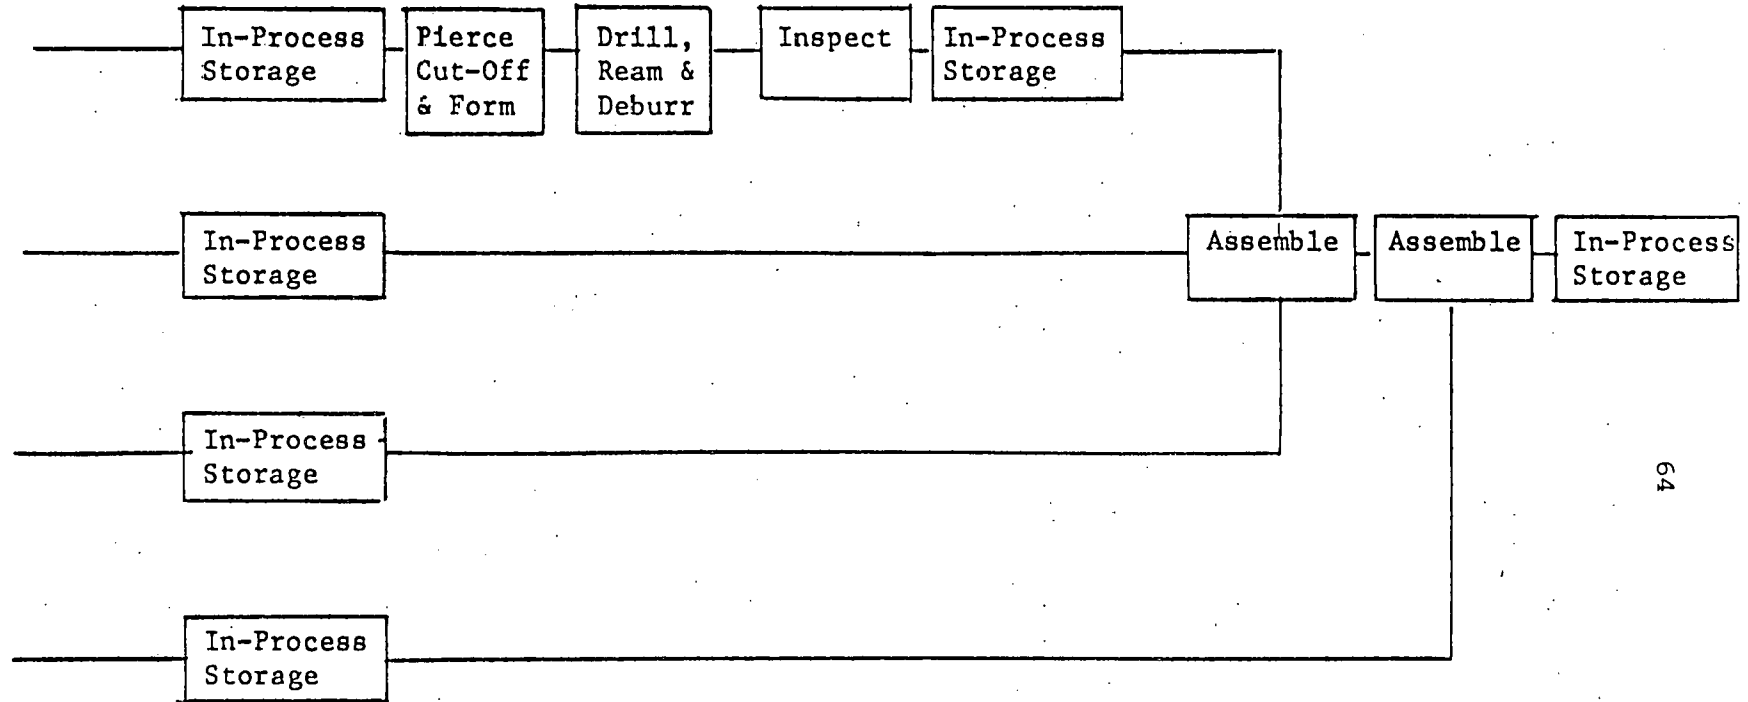 In-Process
Storage
Pierce
Cut-Off
& Form
Drill,
Ream &
Deburr
Inspect
In-Process
Storage
In-Process
Storage
Assemble
Assemble
In-Process
Storage
In-Process
Storage
64
In-Process
Storage